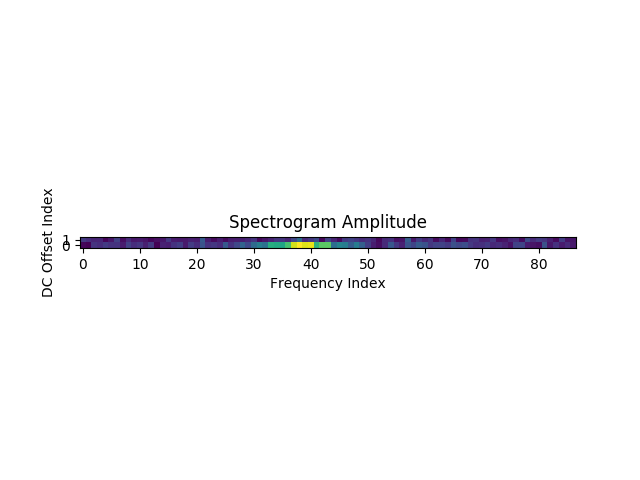 Spectrogram Amplitude
DC Offset Index
1
0
0 10 20 30 40 50 60 70 80
Frequency Index